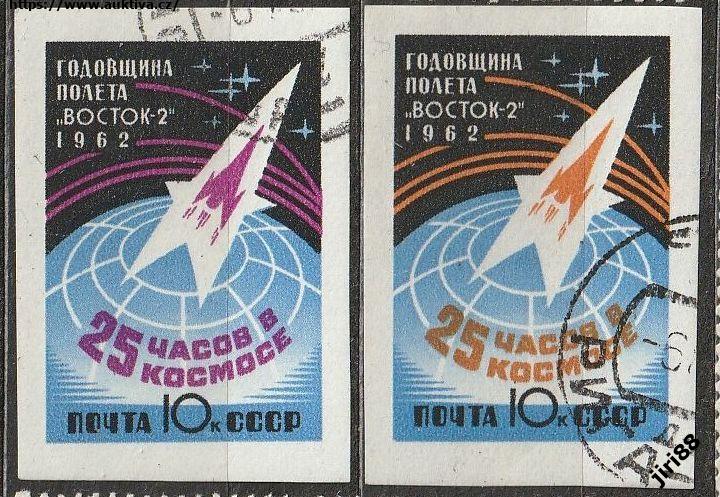 https://www.auktiva.cz
ГОДОВЩИНА
ПОЛЕТА
„ВОСТОК-2"
1962
25 ЧАСОВ В
КОСМОСЕ
ПОЧТА 10к СССР
ГОДОВЩИНА
ПОЛЕТА
„ВОСТОК-2"
1962
25 ЧАСОВ В
КОСМОСЕ
ПОЧТА 10к СССР
РИГА
jiri88